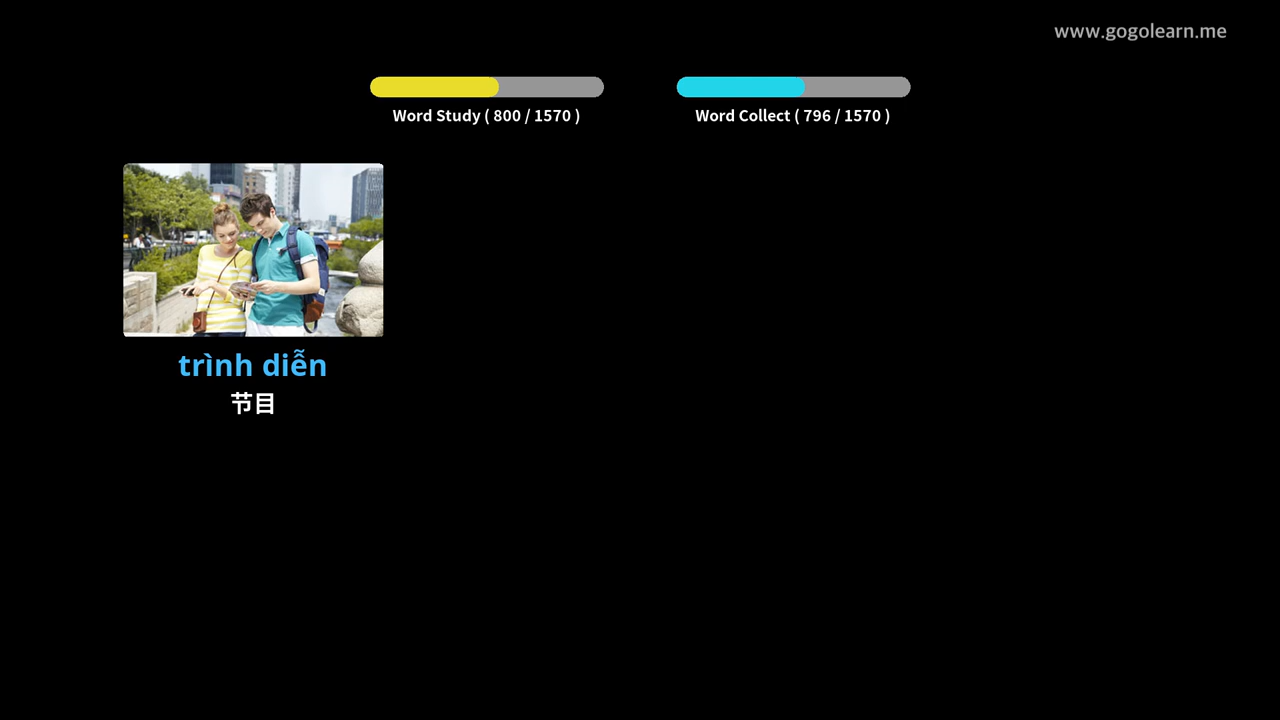 www.gogolearn.me
Word Study ( 800 / 1570 )
Word Collect ( 796 / 1570 )
trình diễn
节目